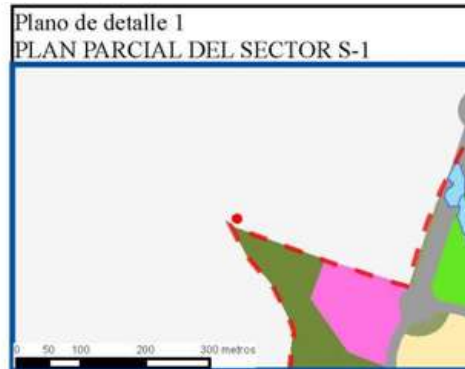 Plano de detalle 1
PLAN PARCIAL DEL SECTOR S-1
0 50 100 200 300 metros